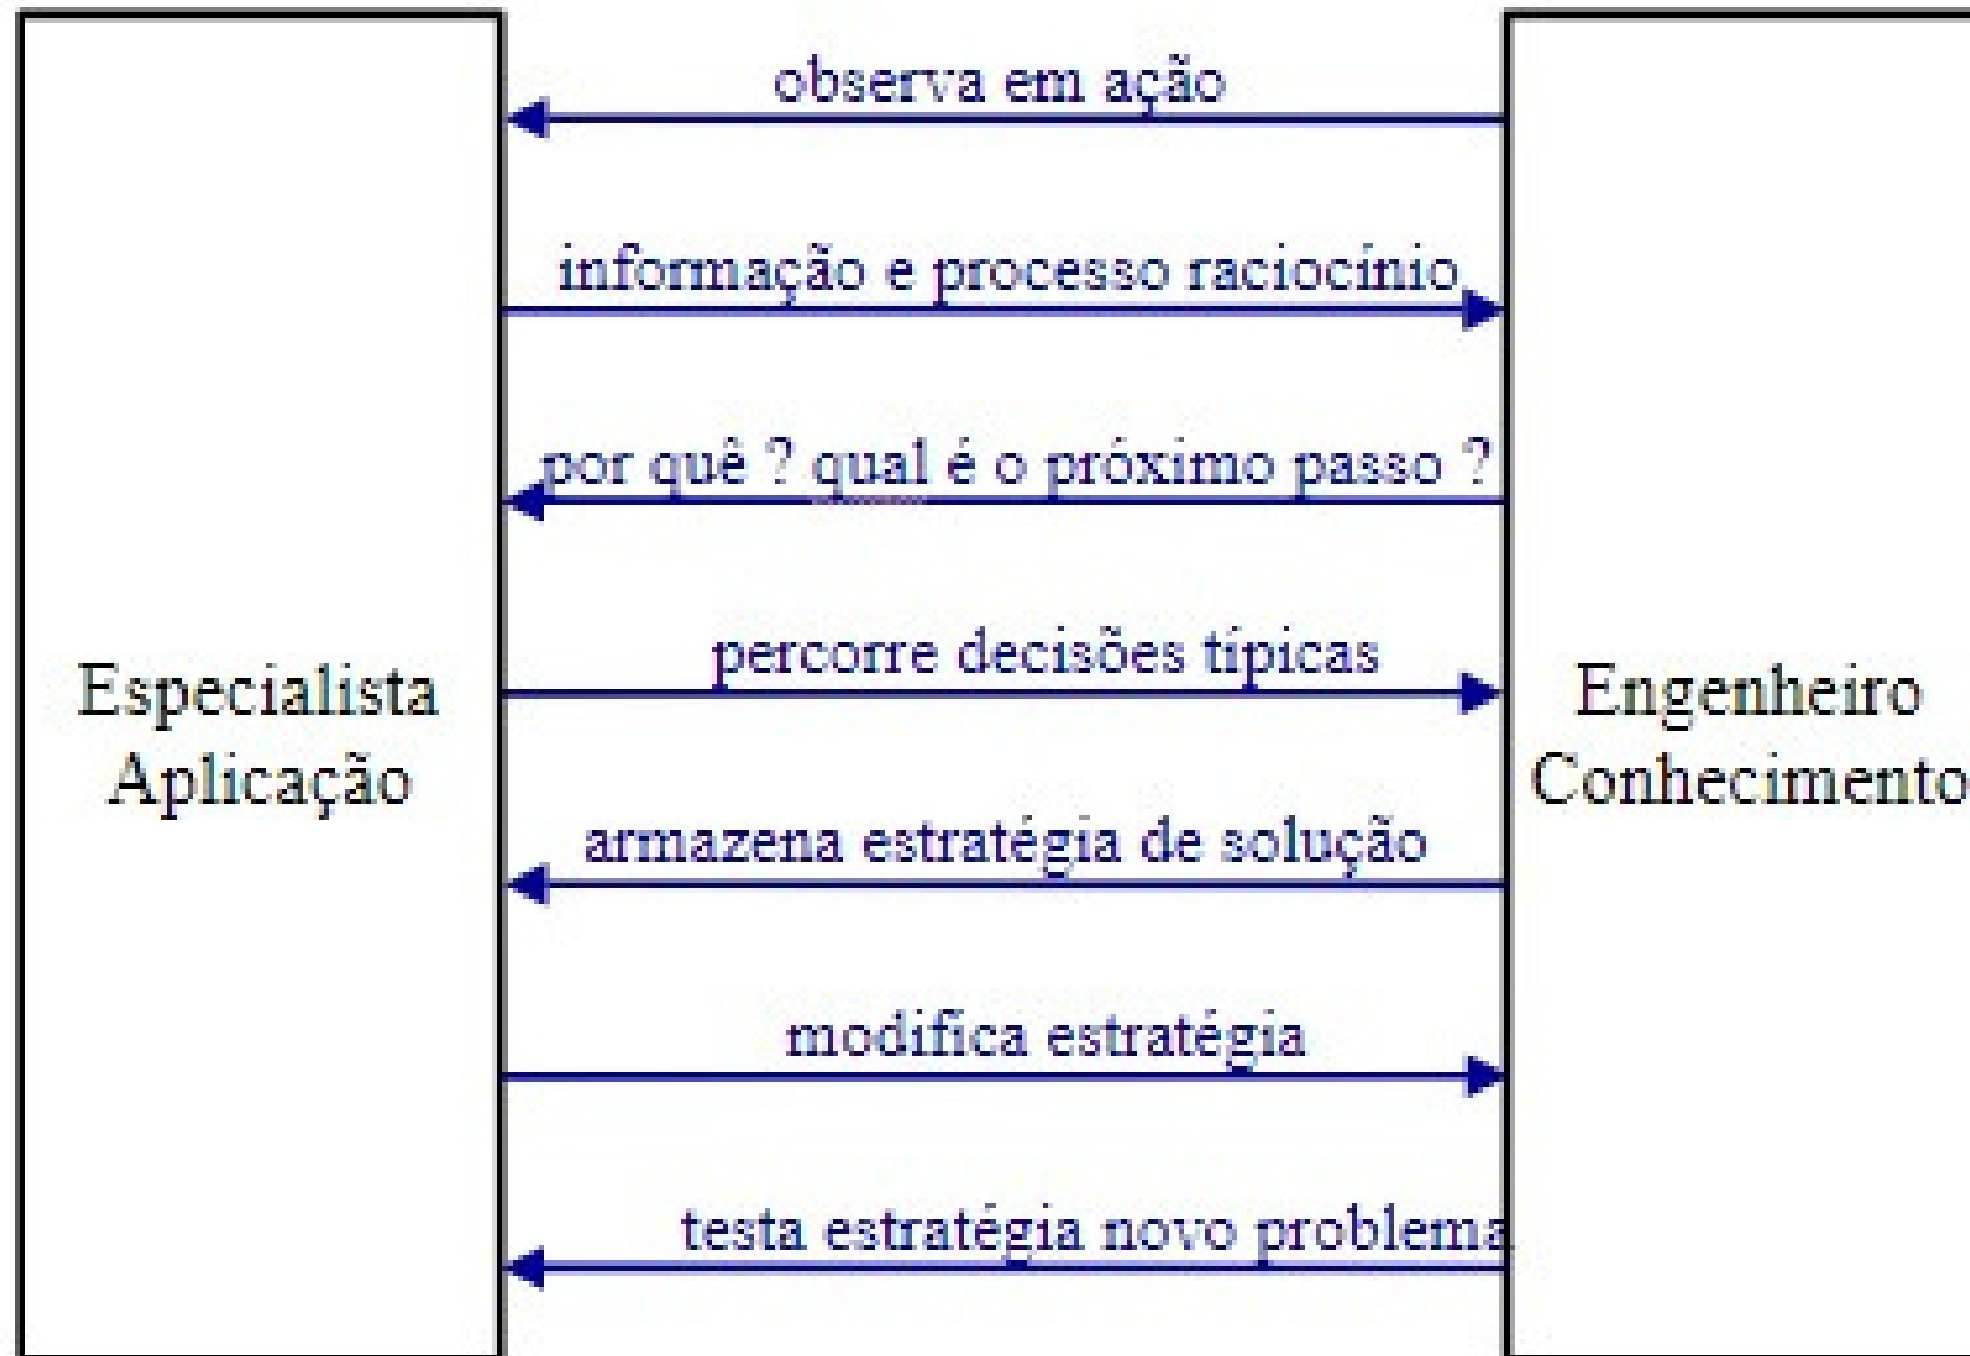 observa em ação
informação e processo raciocínio
por quê ? qual é o próximo passo ?
percorre decisões típicas
Especialista
Aplicação
Engenheiro
Conhecimento
armazena estratégia de solução
modifica estratégia
testa estratégia novo problema